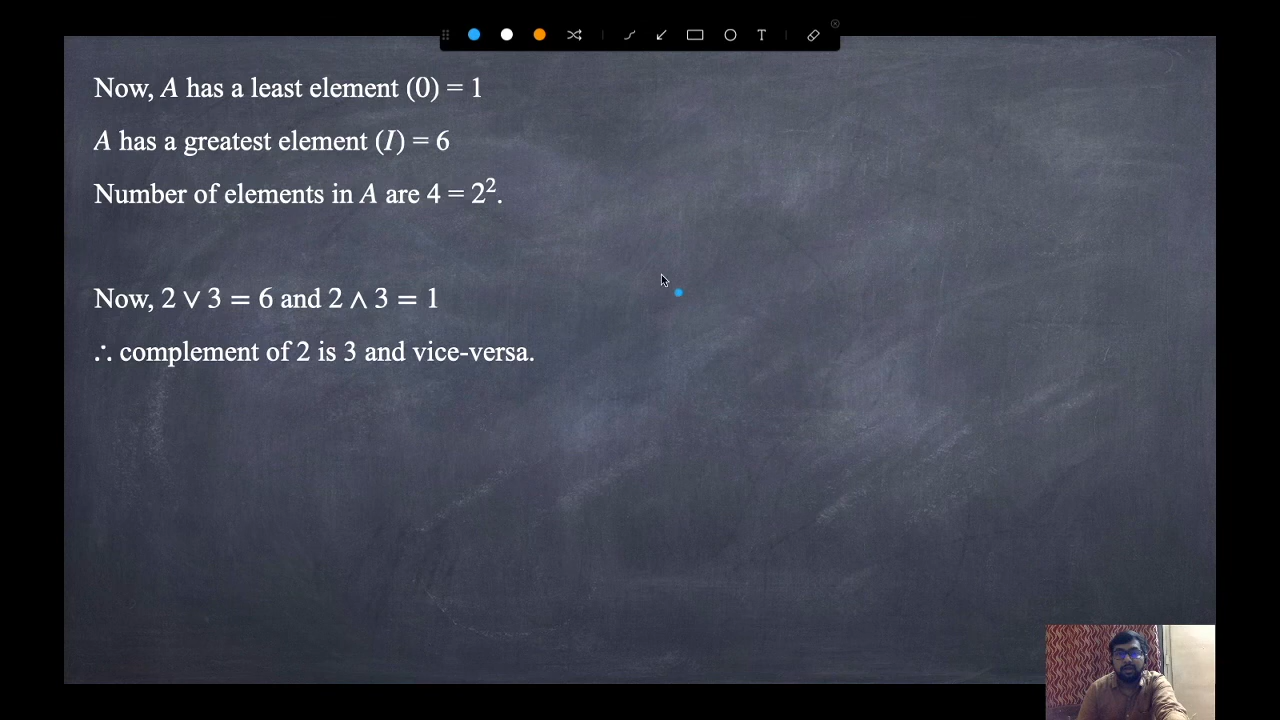 Now, A has a least element (0) = 1
A has a greatest element (I) = 6
Number of elements in A are 4 = 2².
Now, 2 ∨ 3 = 6 and 2 ∧ 3 = 1
∴ complement of 2 is 3 and vice-versa.